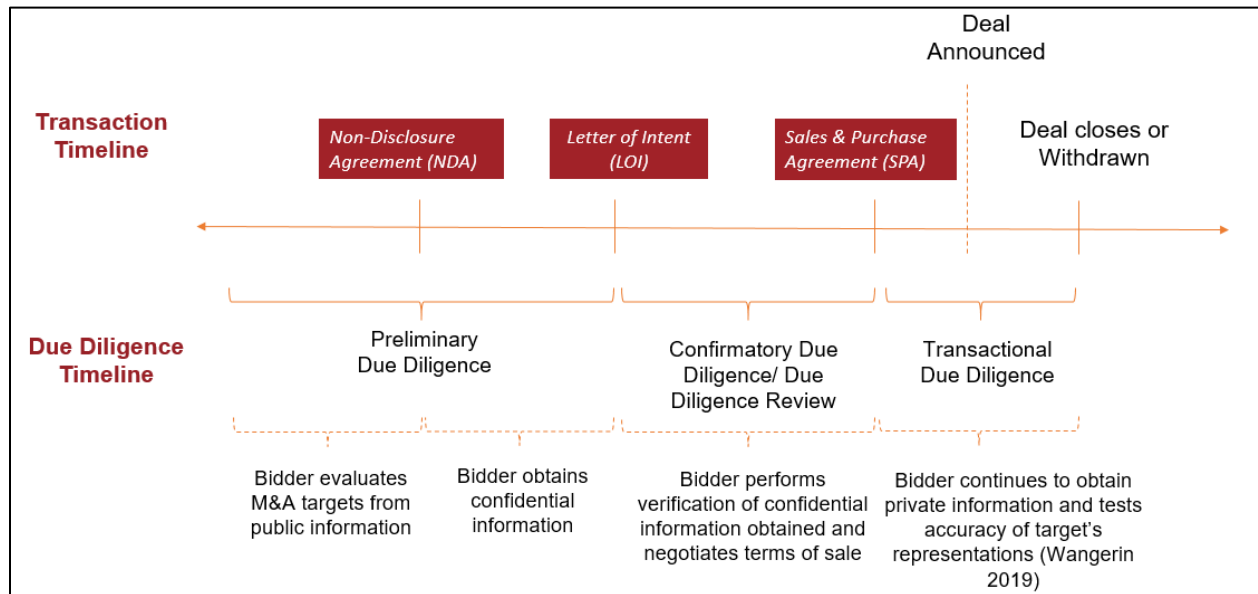 Deal
Announced
Transaction
Timeline
Non-Disclosure
Agreement (NDA)
Letter of Intent
(LOI)
Sales & Purchase
Agreement (SPA)
Deal closes or
Withdrawn
Due Diligence
Timeline
Preliminary
Due Diligence
Confirmatory Due
Diligence/ Due
Diligence Review
Transactional
Due Diligence
Bidder evaluates
M&A targets from
public information
Bidder obtains
confidential
information
Bidder performs
verification of confidential
information obtained and
negotiates terms of sale
Bidder continues to obtain
private information and tests
accuracy of target’s
representations (Wangerin
2019)